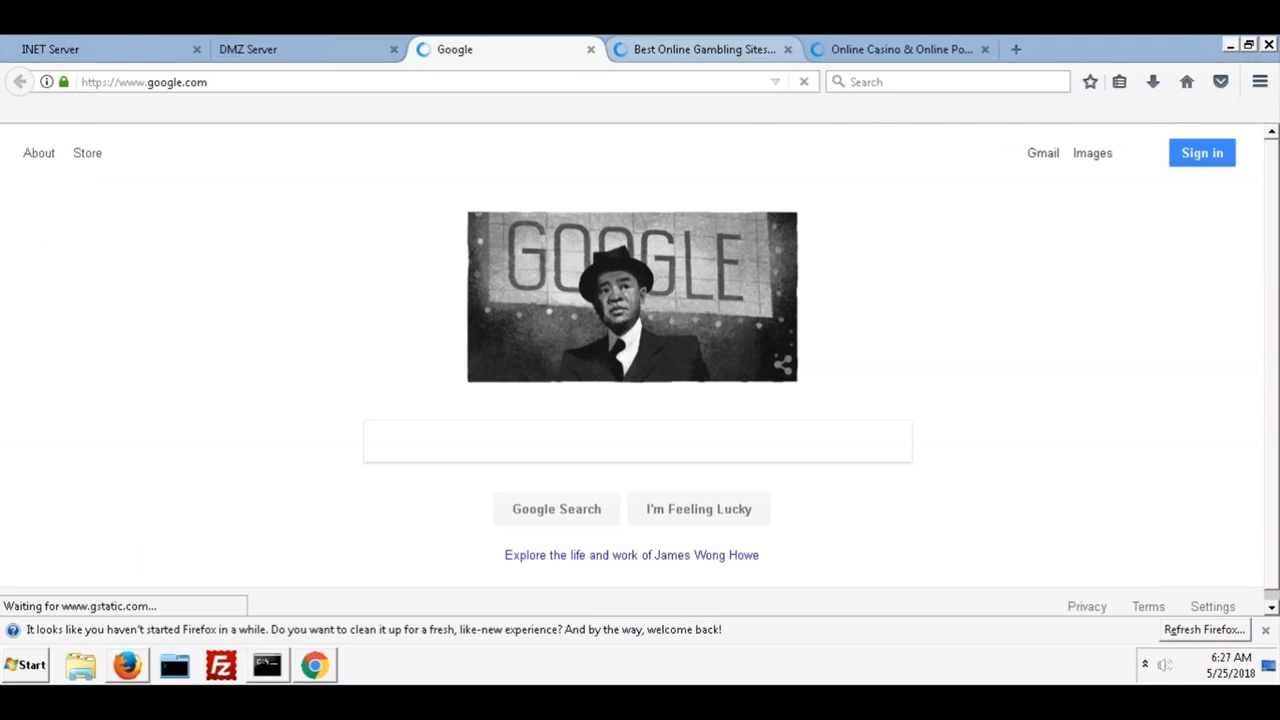 INET Server
DMZ Server
Google
Best Online Gambling Sites...
Online Casino & Online Po...
https://www.google.com
Search
About
Store
Gmail
Images
Sign in
GOOGLE
Google Search
I'm Feeling Lucky
Explore the life and work of James Wong Howe
Waiting for www.gstatic.com...
Privacy
Terms
Settings
It looks like you haven't started Firefox in a while. Do you want to clean it up for a fresh, like-new experience? And by the way, welcome back!
Refresh Firefox...
Start
Fz
6:27 AM
5/25/2018